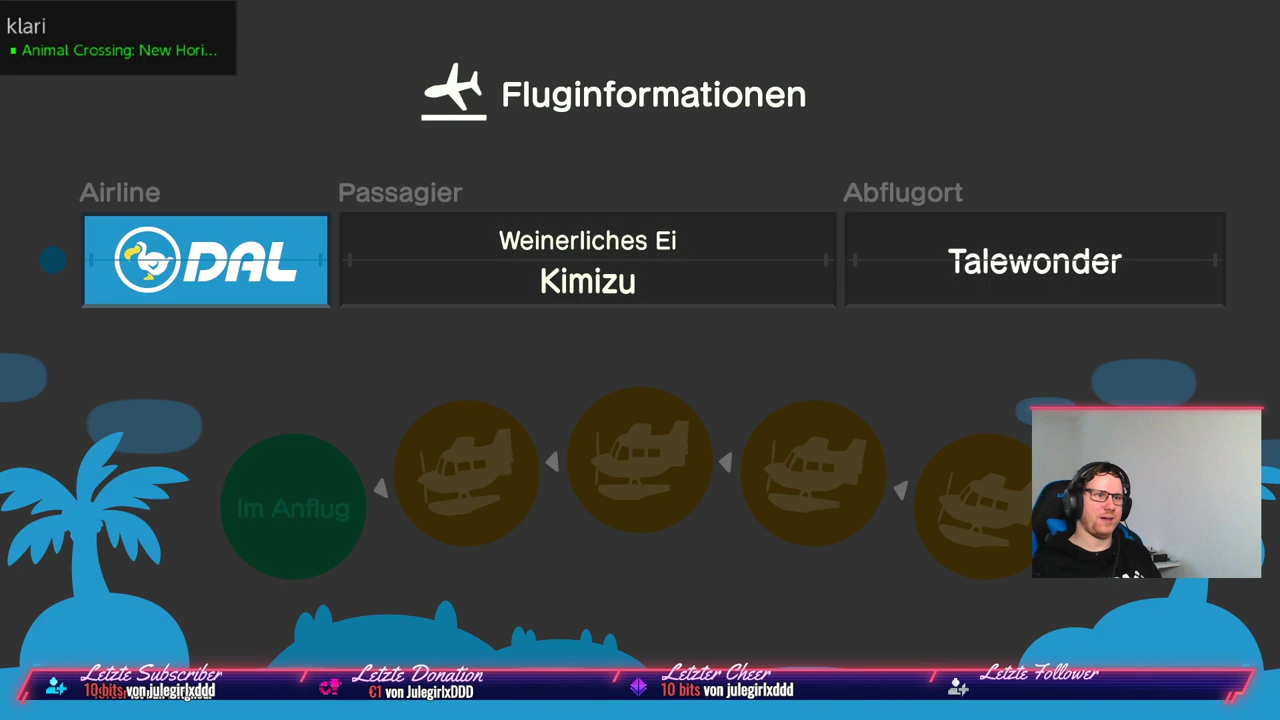 klari
Animal Crossing: New Hori...
Fluginformationen
Airline
Passagier
Abflugort
DAL
Weinerliches Ei
Kimizu
Talewonder
Im Anflug
Letzte Subscriber
10 bits von julegirlxddd
Letzte Donation
€1 von JulegirlxDDD
Letzter Cheer
10 bits von julegirlxddd
Letzte Follower